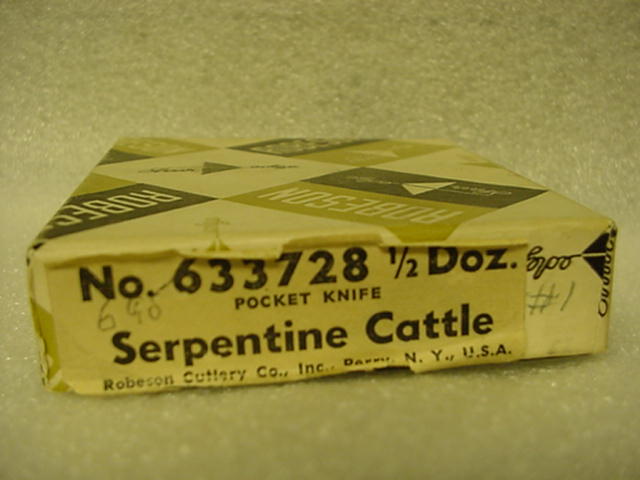 ROBESON
ROBESON
No. 633728 1/2 Doz.
POCKET KNIFE
#1
Serpentine Cattle
Robeson Cutlery Co., Inc., Perry, N. Y., U.S.A.